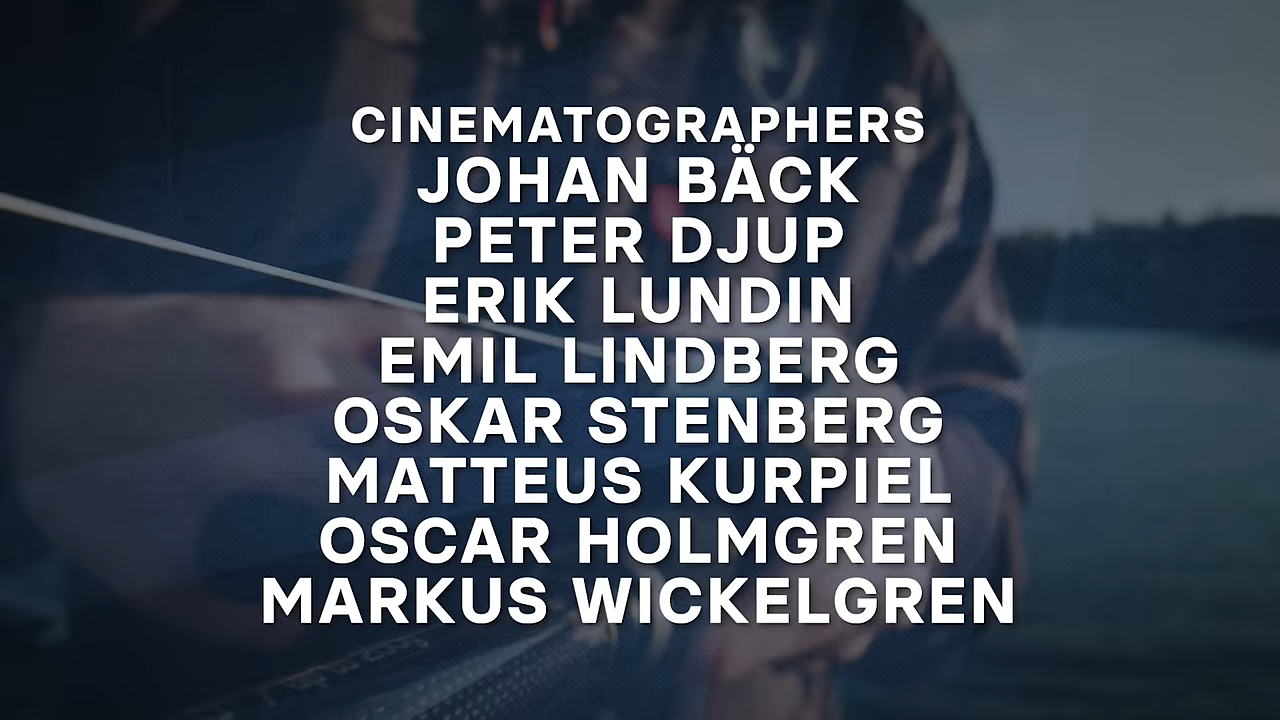 CINEMATOGRAPHERS
JOHAN BÄCK
PETER DJUP
ERIK LUNDIN
EMIL LINDBERG
OSKAR STENBERG
MATTEUS KURPIEL
OSCAR HOLMGREN
MARKUS WICKELGREN